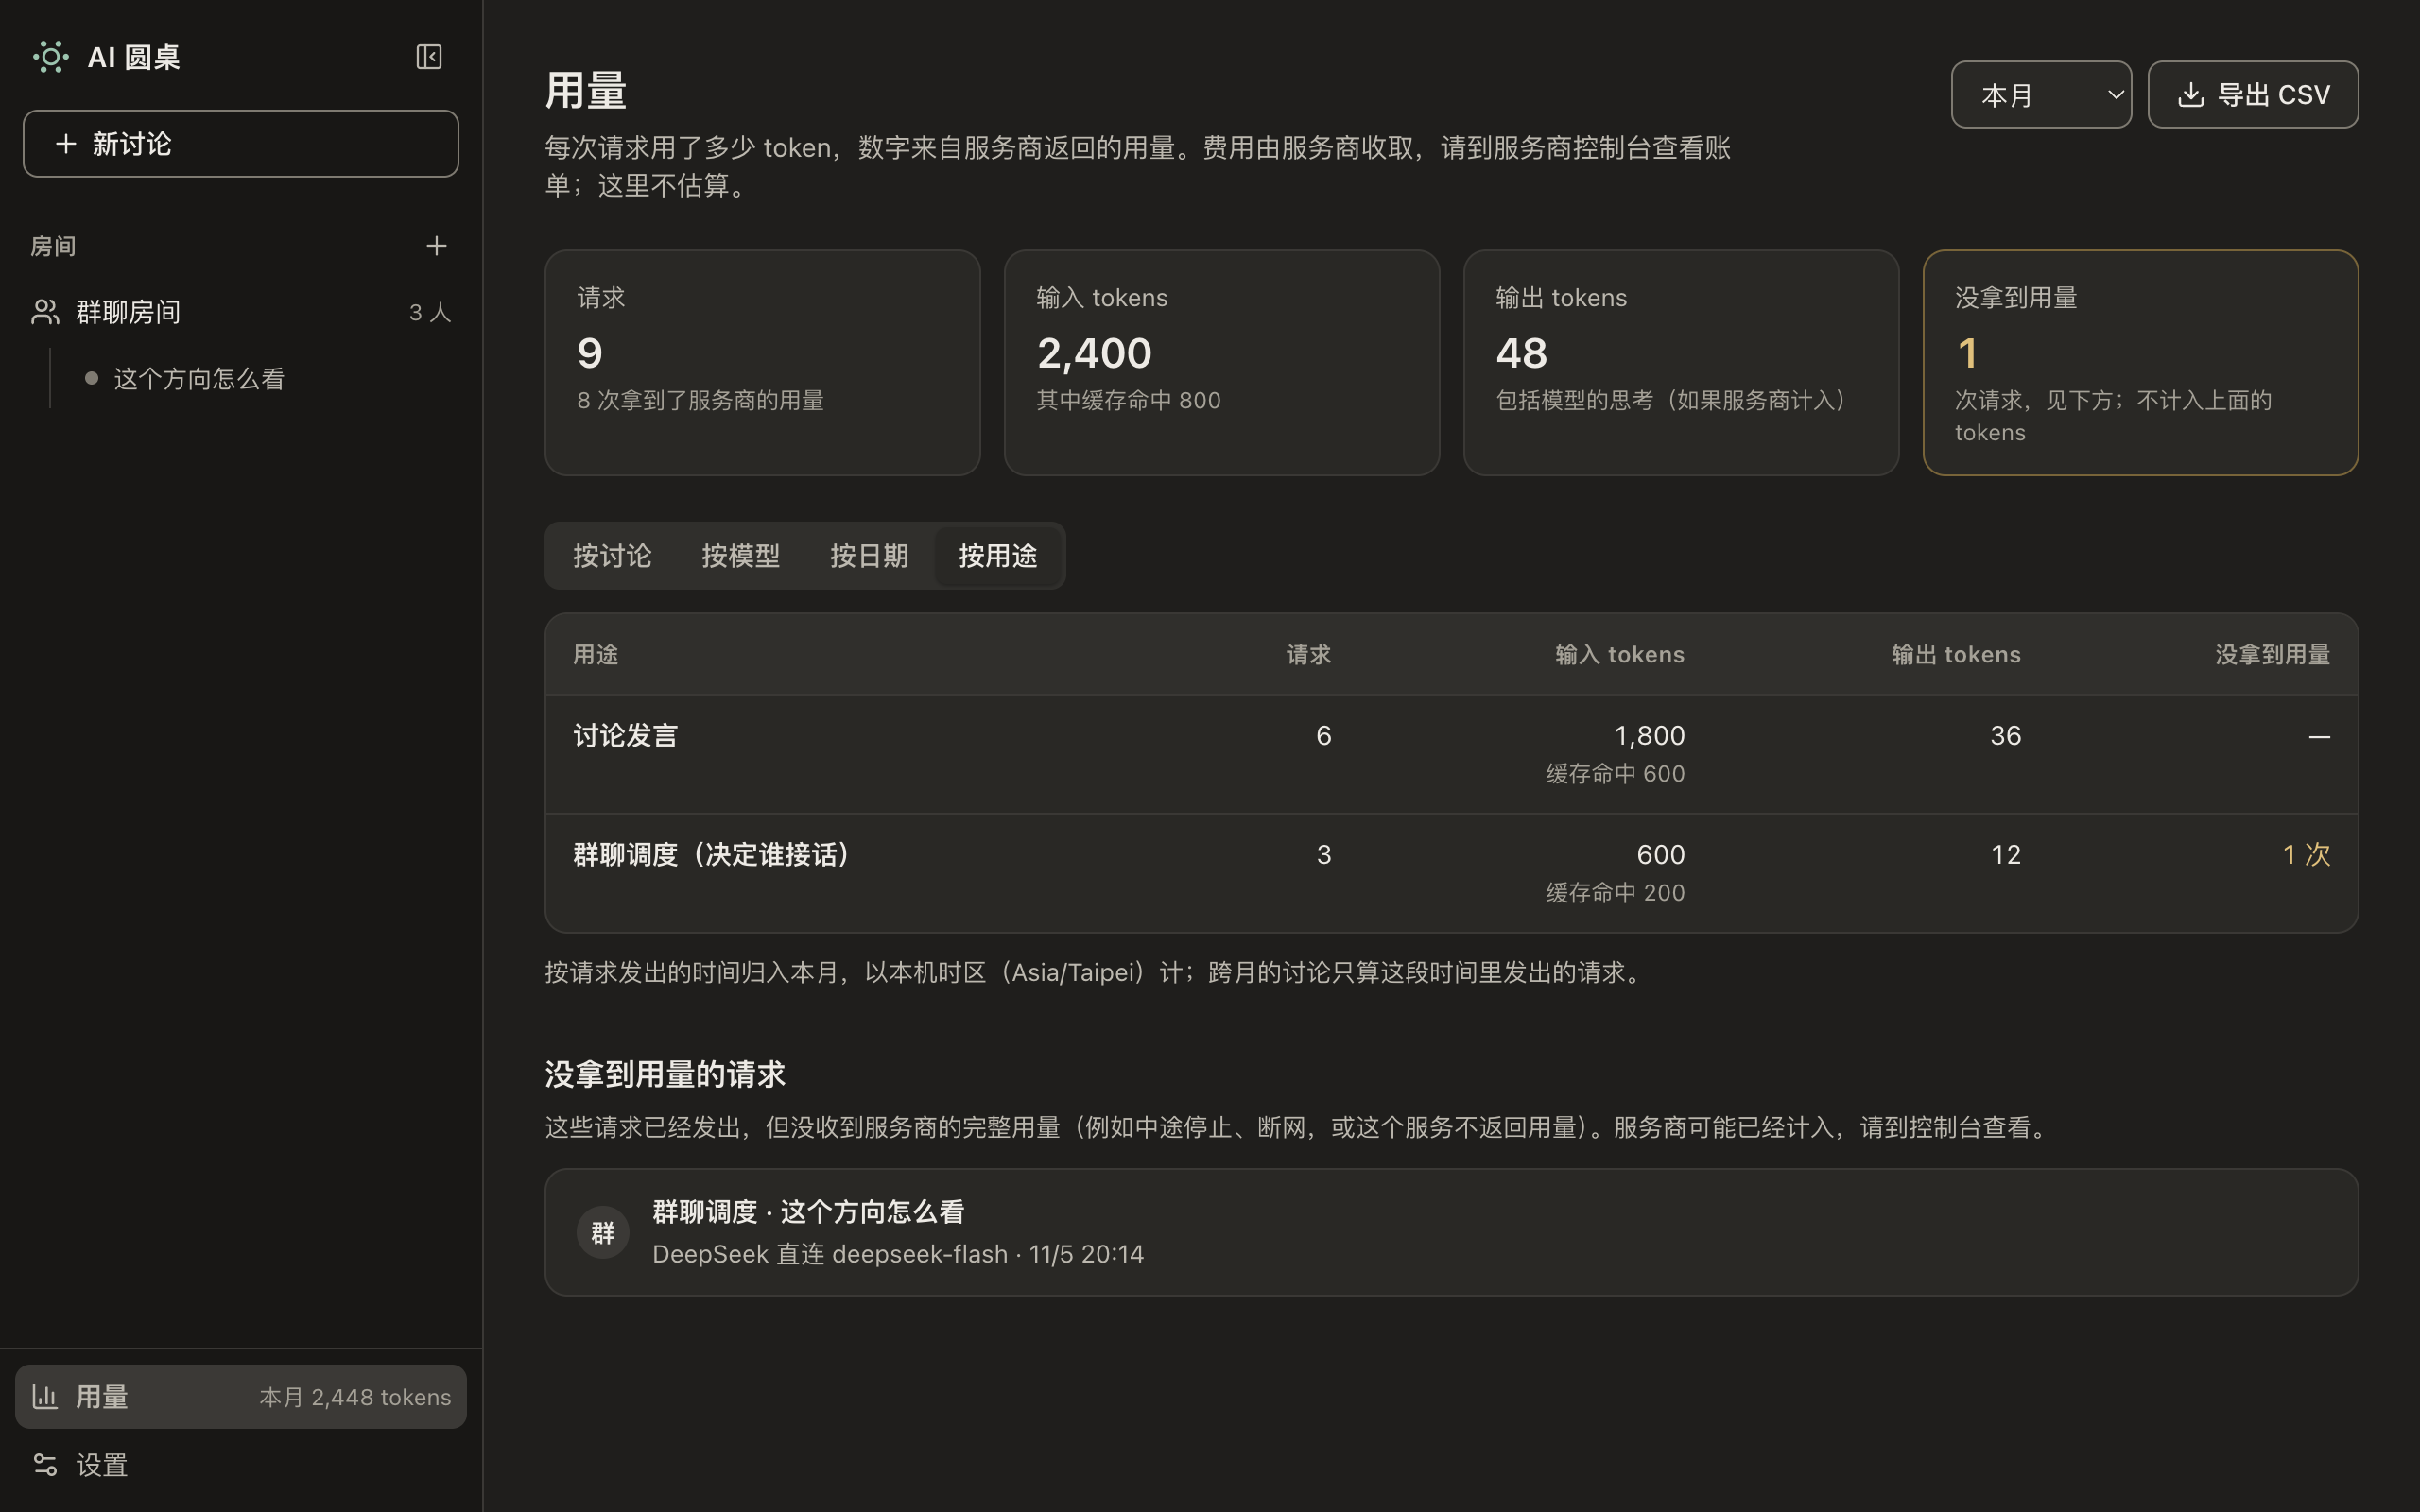 AI 圆桌
新讨论
房间
群聊房间 3 人
这个方向怎么看
用量 本月 2,448 tokens
设置
用量
本月
导出 CSV
每次请求用了多少 token，数字来自服务商返回的用量。费用由服务商收取，请到服务商控制台查看账
单；这里不估算。
请求
9
8 次拿到了服务商的用量
输入 tokens
2,400
其中缓存命中 800
输出 tokens
48
包括模型的思考（如果服务商计入）
没拿到用量
1
次请求，见下方；不计入上面的
tokens
按讨论 按模型 按日期 按用途
用途 请求 输入 tokens 输出 tokens 没拿到用量
讨论发言 6 1,800 36 —
缓存命中 600
群聊调度（决定谁接话） 3 600 12 1 次
缓存命中 200
按请求发出的时间归入本月，以本机时区（Asia/Taipei）计；跨月的讨论只算这段时间里发出的请求。
没拿到用量的请求
这些请求已经发出，但没收到服务商的完整用量（例如中途停止、断网，或这个服务不返回用量）。服务商可能已经计入，请到控制台查看。
群
群聊调度 · 这个方向怎么看
DeepSeek 直连 deepseek-flash · 11/5 20:14